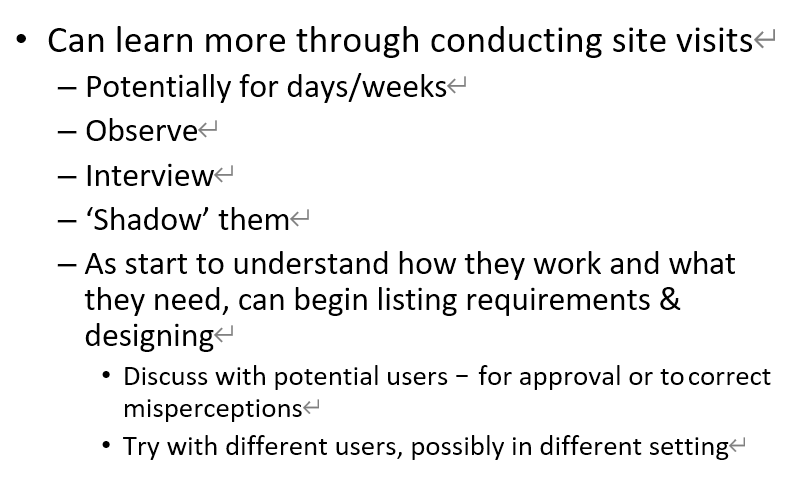 • Can learn more through conducting site visits↵
– Potentially for days/weeks↵
– Observe↵
– Interview↵
– ‘Shadow’ them↵
– As start to understand how they work and what
they need, can begin listing requirements &
designing↵
• Discuss with potential users – for approval or to correct
misperceptions↵
• Try with different users, possibly in different setting↵